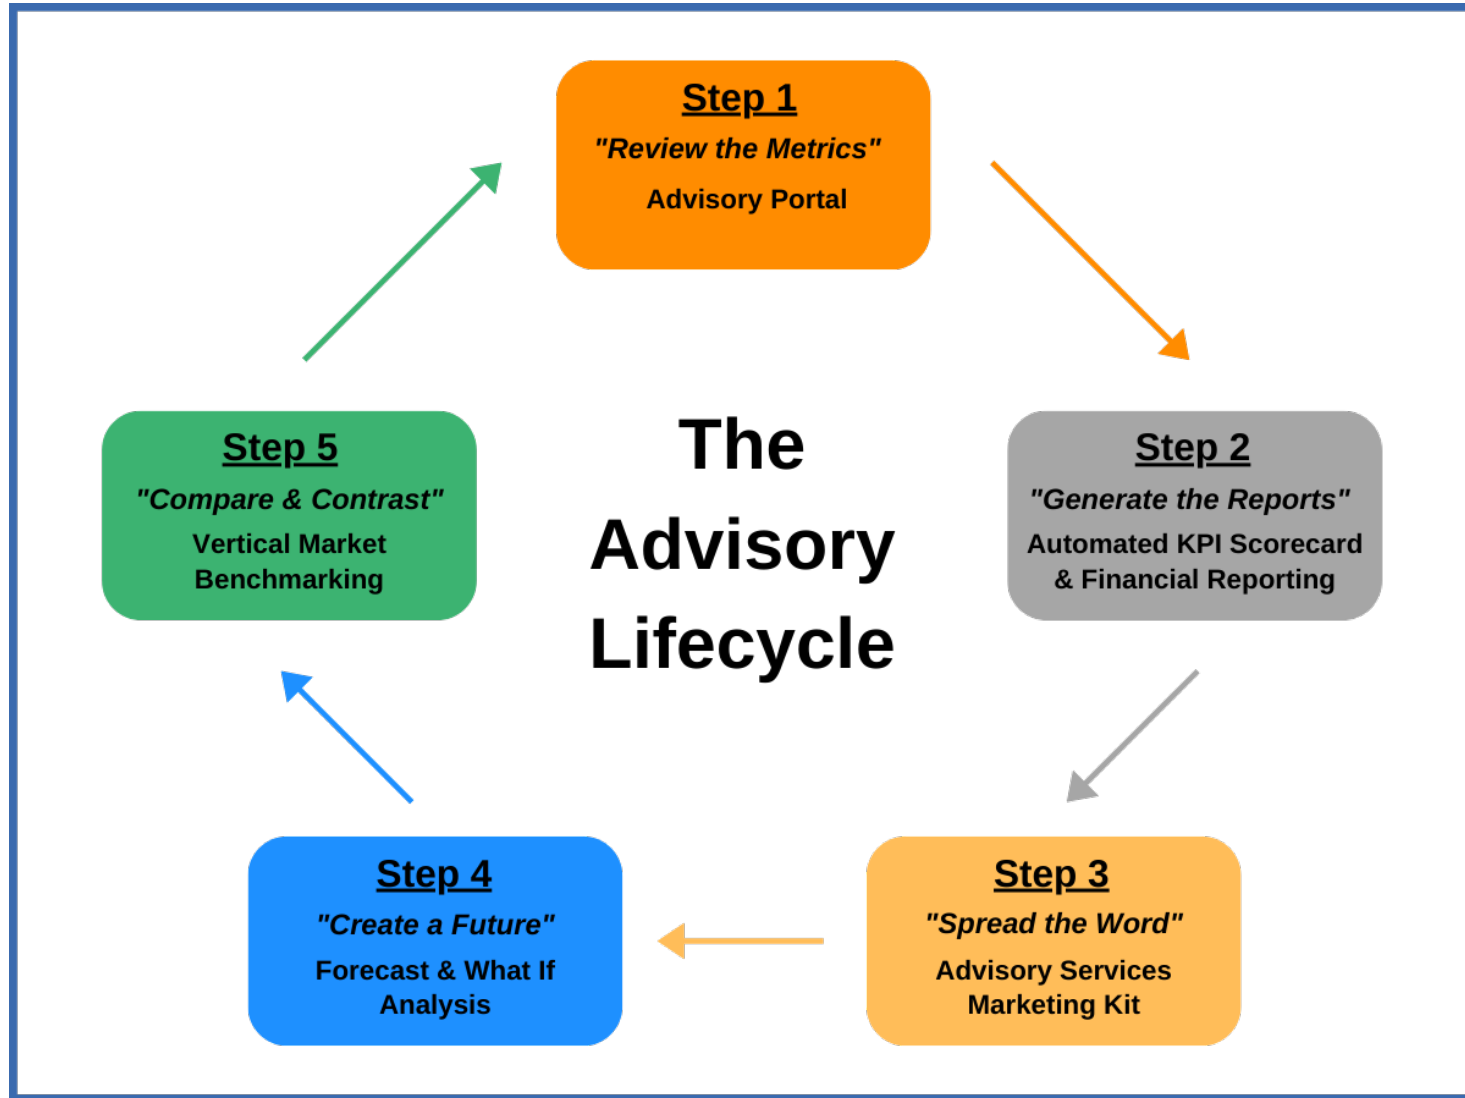 Step 1
"Review the Metrics"
Advisory Portal
Step 2
"Generate the Reports"
Automated KPI Scorecard
& Financial Reporting
Step 3
"Spread the Word"
Advisory Services
Marketing Kit
Step 4
"Create a Future"
Forecast & What If
Analysis
Step 5
"Compare & Contrast"
Vertical Market
Benchmarking
The
Advisory
Lifecycle